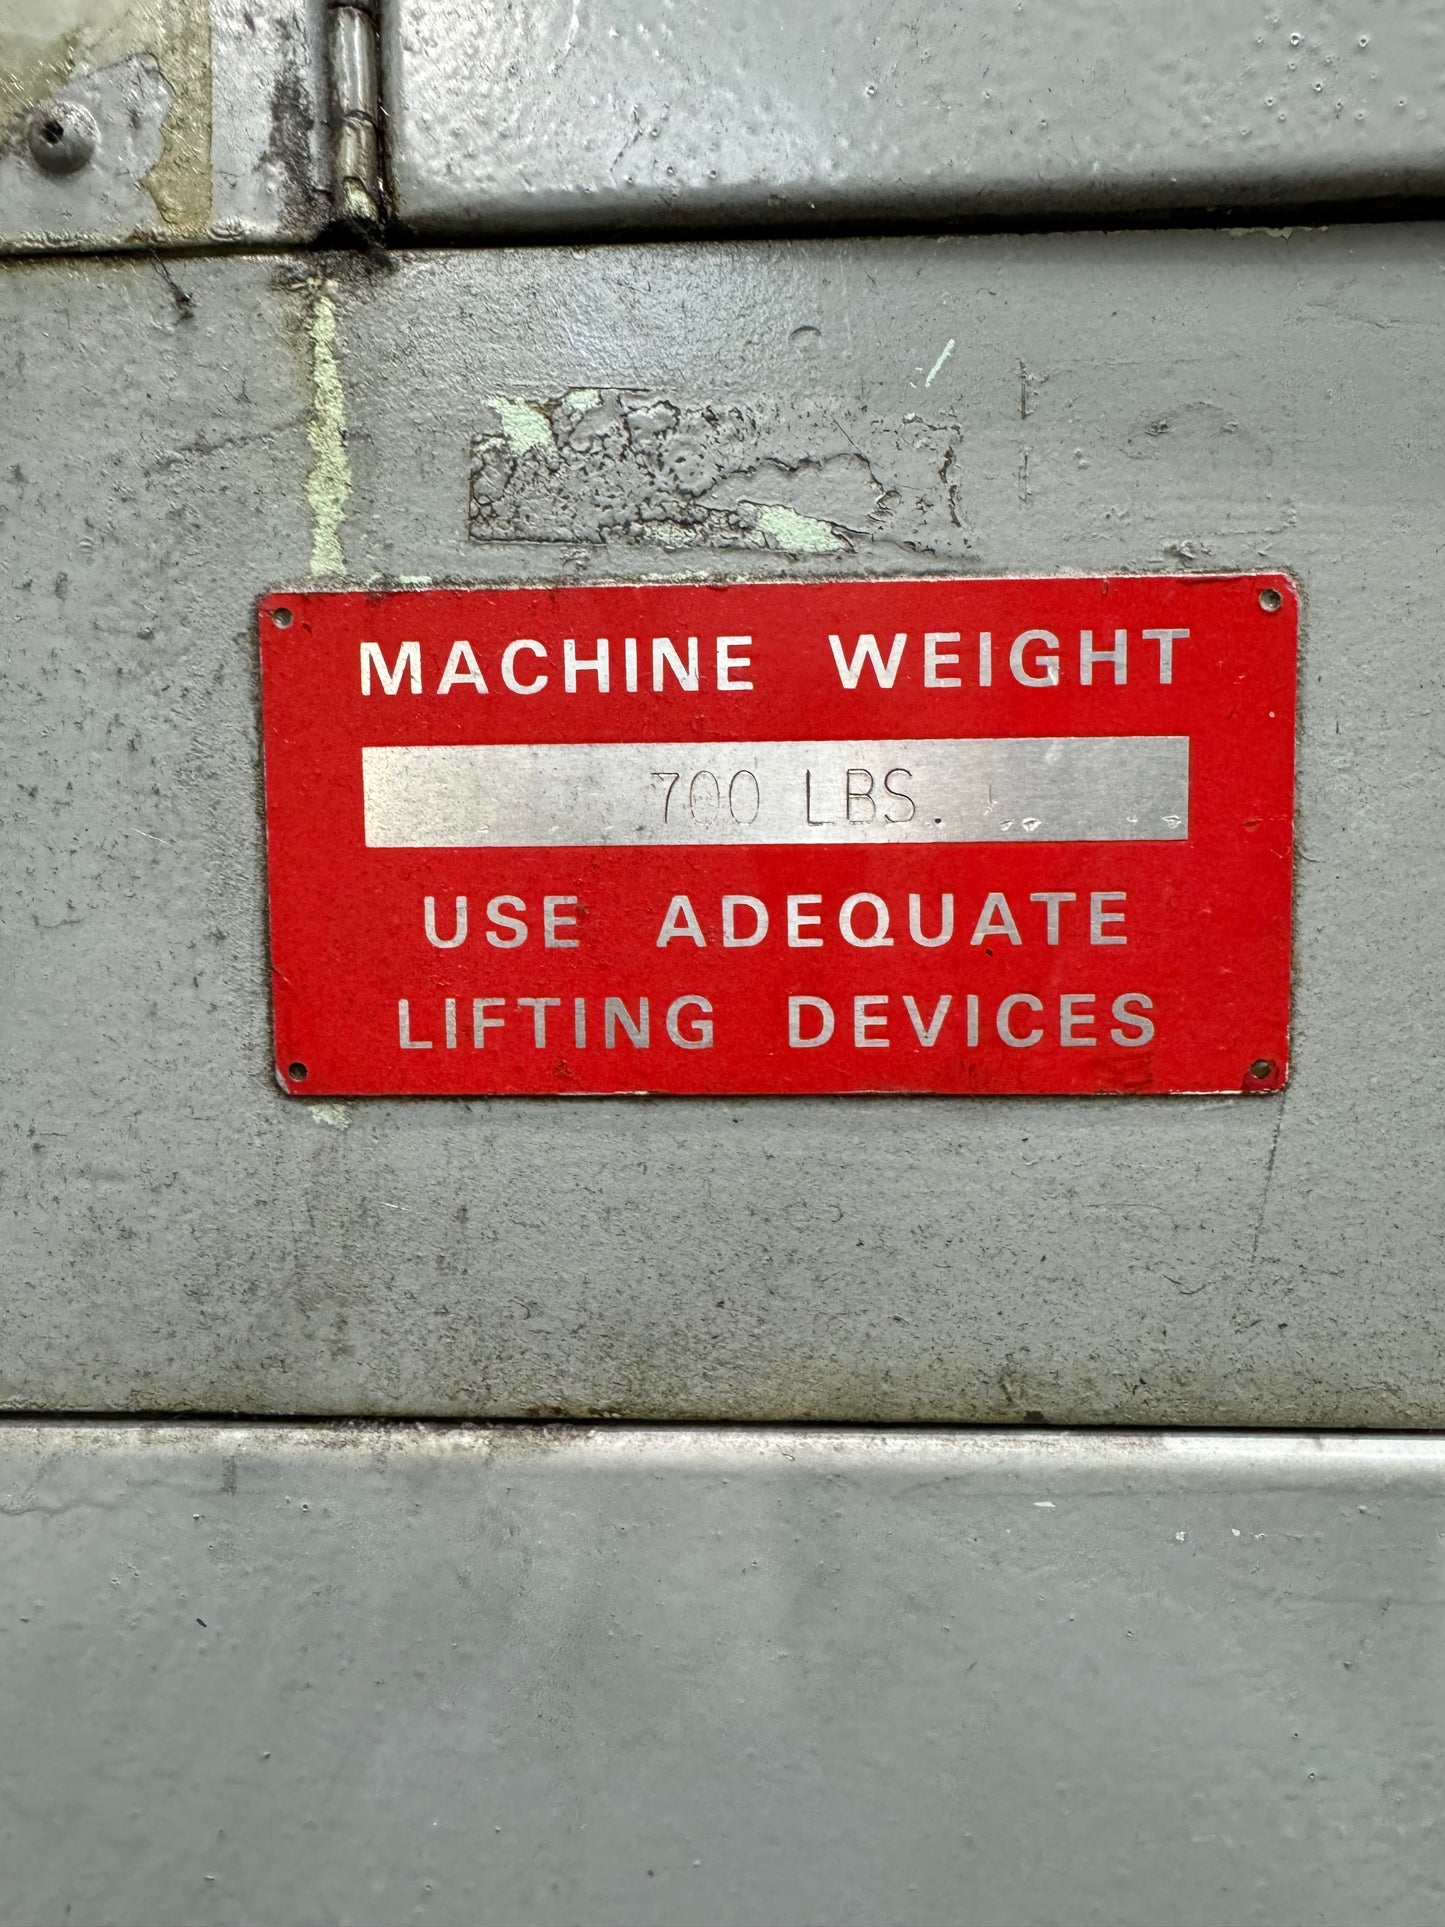 MACHINE WEIGHT
700 LBS.
USE ADEQUATE
LIFTING DEVICES